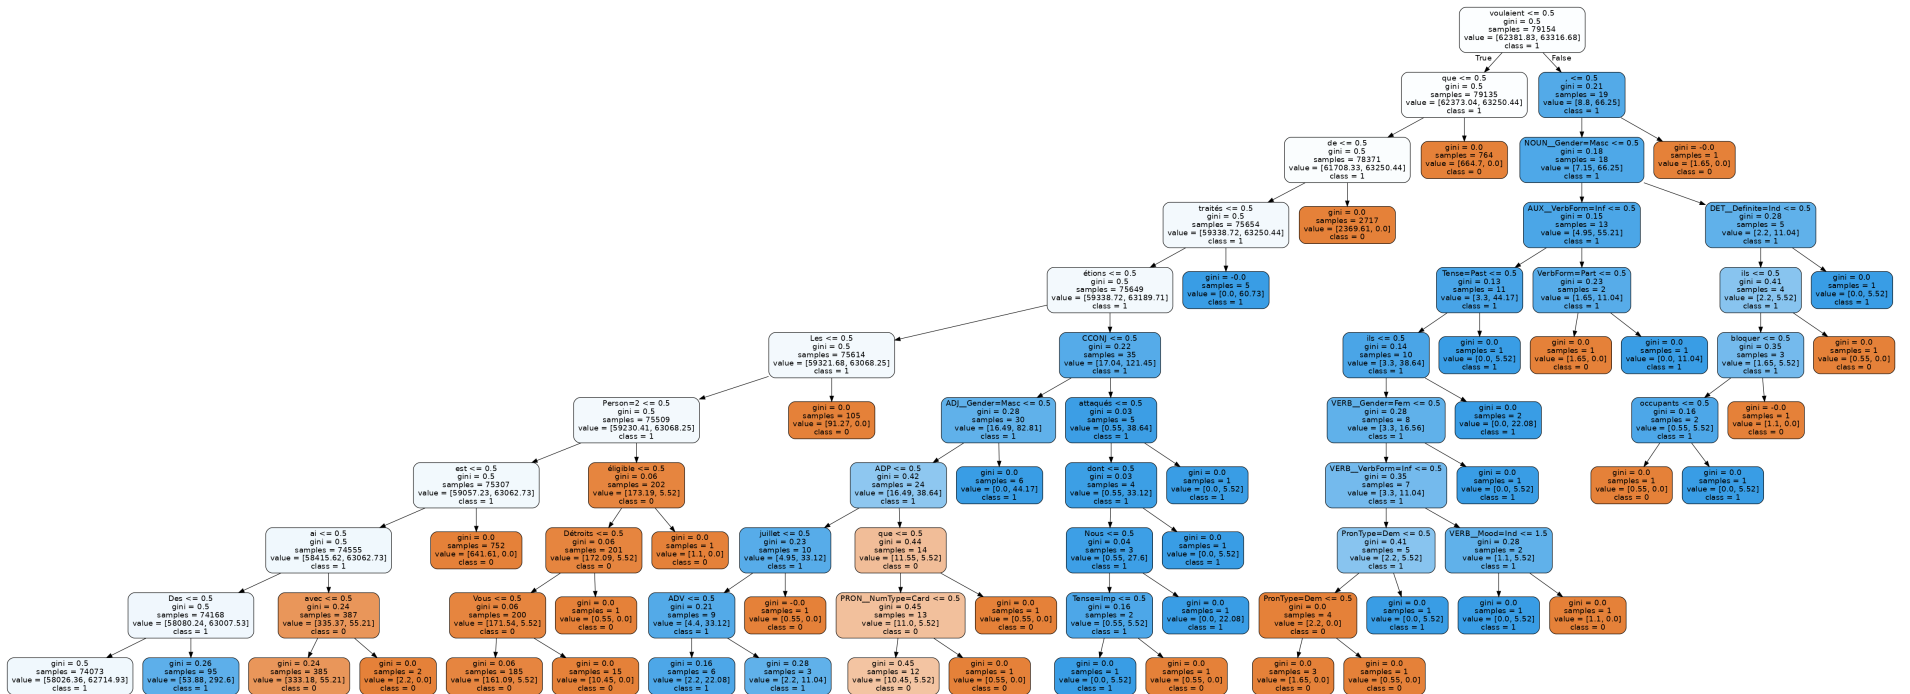 voulaient <= 0.5
gini = 0.5
samples = 79154
value = [62381.83, 63316.68]
class = 1
True
False
que <= 0.5
gini = 0.5
samples = 79135
value = [62373.04, 63250.44]
class = 1
, <= 0.5
gini = 0.21
samples = 19
value = [8.8, 66.25]
class = 1
de <= 0.5
gini = 0.5
samples = 78371
value = [61708.33, 63250.44]
class = 1
gini = 0.0
samples = 764
value = [664.7, 0.0]
class = 0
NOUN__Gender=Masc <= 0.5
gini = 0.18
samples = 18
value = [7.15, 66.25]
class = 1
gini = -0.0
samples = 1
value = [1.65, 0.0]
class = 0
traités <= 0.5
gini = 0.5
samples = 75654
value = [59338.72, 63250.44]
class = 1
gini = 0.0
samples = 2717
value = [2369.61, 0.0]
class = 0
AUX__VerbForm=Inf <= 0.5
gini = 0.15
samples = 13
value = [4.95, 55.21]
class = 1
DET__Definite=Ind <= 0.5
gini = 0.28
samples = 5
value = [2.2, 11.04]
class = 1
étions <= 0.5
gini = 0.5
samples = 75649
value = [59338.72, 63189.71]
class = 1
gini = -0.0
samples = 5
value = [0.0, 60.73]
class = 1
Tense=Past <= 0.5
gini = 0.13
samples = 11
value = [3.3, 44.17]
class = 1
VerbForm=Part <= 0.5
gini = 0.23
samples = 2
value = [1.65, 11.04]
class = 1
ils <= 0.5
gini = 0.41
samples = 4
value = [2.2, 5.52]
class = 1
gini = 0.0
samples = 1
value = [0.0, 5.52]
class = 1
Les <= 0.5
gini = 0.5
samples = 75614
value = [59321.68, 63068.25]
class = 1
CCONJ <= 0.5
gini = 0.22
samples = 35
value = [17.04, 121.45]
class = 1
ils <= 0.5
gini = 0.14
samples = 10
value = [3.3, 38.64]
class = 1
gini = 0.0
samples = 1
value = [0.0, 5.52]
class = 1
gini = 0.0
samples = 1
value = [1.65, 0.0]
class = 0
gini = 0.0
samples = 1
value = [0.0, 11.04]
class = 1
bloquer <= 0.5
gini = 0.35
samples = 3
value = [1.65, 5.52]
class = 1
gini = 0.0
samples = 1
value = [0.55, 0.0]
class = 0
Person=2 <= 0.5
gini = 0.5
samples = 75509
value = [59230.41, 63068.25]
class = 1
gini = 0.0
samples = 105
value = [91.27, 0.0]
class = 0
ADJ__Gender=Masc <= 0.5
gini = 0.28
samples = 30
value = [16.49, 82.81]
class = 1
attaqués <= 0.5
gini = 0.03
samples = 5
value = [0.55, 38.64]
class = 1
VERB__Gender=Fem <= 0.5
gini = 0.28
samples = 8
value = [3.3, 16.56]
class = 1
gini = 0.0
samples = 2
value = [0.0, 22.08]
class = 1
occupants <= 0.5
gini = 0.16
samples = 2
value = [0.55, 5.52]
class = 1
gini = -0.0
samples = 1
value = [1.1, 0.0]
class = 0
est <= 0.5
gini = 0.5
samples = 75307
value = [59057.23, 63062.73]
class = 1
éligible <= 0.5
gini = 0.06
samples = 202
value = [173.19, 5.52]
class = 0
ADP <= 0.5
gini = 0.42
samples = 24
value = [16.49, 38.64]
class = 1
gini = 0.0
samples = 6
value = [0.0, 44.17]
class = 1
dont <= 0.5
gini = 0.03
samples = 4
value = [0.55, 33.12]
class = 1
gini = 0.0
samples = 1
value = [0.0, 5.52]
class = 1
VERB__VerbForm=Inf <= 0.5
gini = 0.35
samples = 7
value = [3.3, 11.04]
class = 1
gini = 0.0
samples = 1
value = [0.0, 5.52]
class = 1
gini = 0.0
samples = 1
value = [0.55, 0.0]
class = 0
gini = 0.0
samples = 1
value = [0.0, 5.52]
class = 1
ai <= 0.5
gini = 0.5
samples = 74555
value = [58415.62, 63062.73]
class = 1
gini = 0.0
samples = 752
value = [641.61, 0.0]
class = 0
Détroits <= 0.5
gini = 0.06
samples = 201
value = [172.09, 5.52]
class = 0
gini = 0.0
samples = 1
value = [1.1, 0.0]
class = 0
juillet <= 0.5
gini = 0.23
samples = 10
value = [4.95, 33.12]
class = 1
que <= 0.5
gini = 0.44
samples = 14
value = [11.55, 5.52]
class = 0
Nous <= 0.5
gini = 0.04
samples = 3
value = [0.55, 27.6]
class = 1
gini = 0.0
samples = 1
value = [0.0, 5.52]
class = 1
PronType=Dem <= 0.5
gini = 0.41
samples = 5
value = [2.2, 5.52]
class = 1
VERB__Mood=Ind <= 1.5
gini = 0.28
samples = 2
value = [1.1, 5.52]
class = 1
Des <= 0.5
gini = 0.5
samples = 74168
value = [58080.24, 63007.53]
class = 1
avec <= 0.5
gini = 0.24
samples = 387
value = [335.37, 55.21]
class = 0
Vous <= 0.5
gini = 0.06
samples = 200
value = [171.54, 5.52]
class = 0
gini = 0.0
samples = 1
value = [0.55, 0.0]
class = 0
ADV <= 0.5
gini = 0.21
samples = 9
value = [4.4, 33.12]
class = 1
gini = -0.0
samples = 1
value = [0.55, 0.0]
class = 0
PRON__NumType=Card <= 0.5
gini = 0.45
samples = 13
value = [11.0, 5.52]
class = 0
gini = 0.0
samples = 1
value = [0.55, 0.0]
class = 0
Tense=Imp <= 0.5
gini = 0.16
samples = 2
value = [0.55, 5.52]
class = 1
gini = 0.0
samples = 1
value = [0.0, 22.08]
class = 1
PronType=Dem <= 0.5
gini = 0.0
samples = 4
value = [2.2, 0.0]
class = 0
gini = 0.0
samples = 1
value = [0.0, 5.52]
class = 1
gini = 0.0
samples = 1
value = [0.0, 5.52]
class = 1
gini = 0.0
samples = 1
value = [1.1, 0.0]
class = 0
gini = 0.5
samples = 74073
value = [58026.36, 62714.93]
class = 1
gini = 0.26
samples = 95
value = [53.88, 292.6]
class = 1
gini = 0.24
samples = 385
value = [333.18, 55.21]
class = 0
gini = 0.0
samples = 2
value = [2.2, 0.0]
class = 0
gini = 0.06
samples = 185
value = [161.09, 5.52]
class = 0
gini = 0.0
samples = 15
value = [10.45, 0.0]
class = 0
gini = 0.16
samples = 6
value = [2.2, 22.08]
class = 1
gini = 0.28
samples = 3
value = [2.2, 11.04]
class = 1
gini = 0.45
samples = 12
value = [10.45, 5.52]
class = 0
gini = 0.0
samples = 1
value = [0.55, 0.0]
class = 0
gini = 0.0
samples = 1
value = [0.0, 5.52]
class = 1
gini = 0.0
samples = 1
value = [0.55, 0.0]
class = 0
gini = 0.0
samples = 3
value = [1.65, 0.0]
class = 0
gini = 0.0
samples = 1
value = [0.55, 0.0]
class = 0